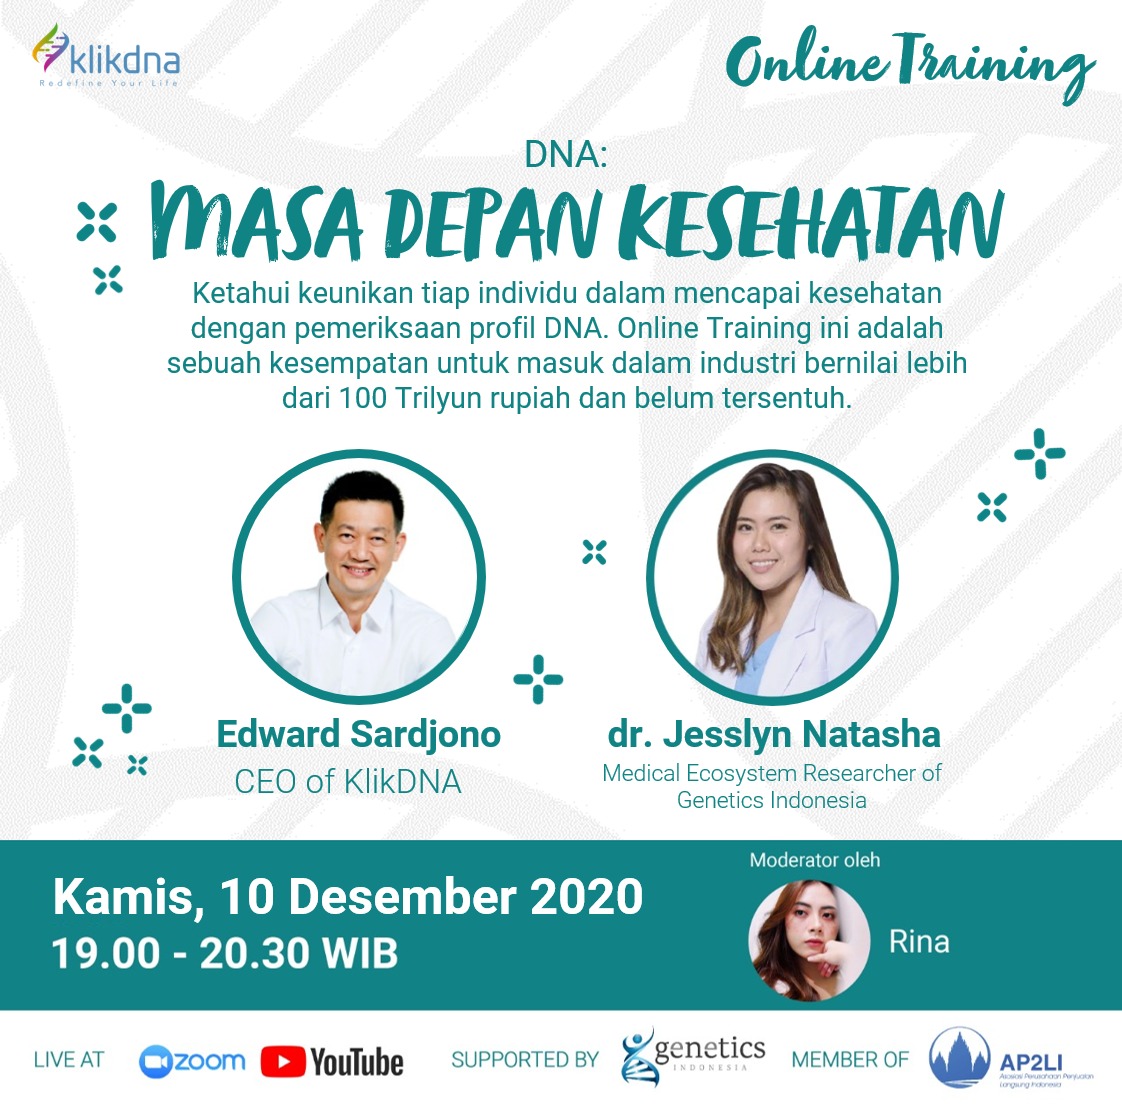 klikdna
Redefine Your Life
Online Training
DNA:
MASA DEPAN KESEHATAN
Ketahui keunikan tiap individu dalam mencapai kesehatan
dengan pemeriksaan profil DNA. Online Training ini adalah
sebuah kesempatan untuk masuk dalam industri bernilai lebih
dari 100 Trilyun rupiah dan belum tersentuh.
Edward Sardjono
CEO of KlikDNA
dr. Jesslyn Natasha
Medical Ecosystem Researcher of
Genetics Indonesia
Kamis, 10 Desember 2020
19.00 - 20.30 WIB
Moderator oleh
Rina
LIVE AT
zoom
YouTube
SUPPORTED BY
genetics
INDONESIA
MEMBER OF
AP2LI
Asosiasi Perusahaan Penjualan
Langsung Indonesia